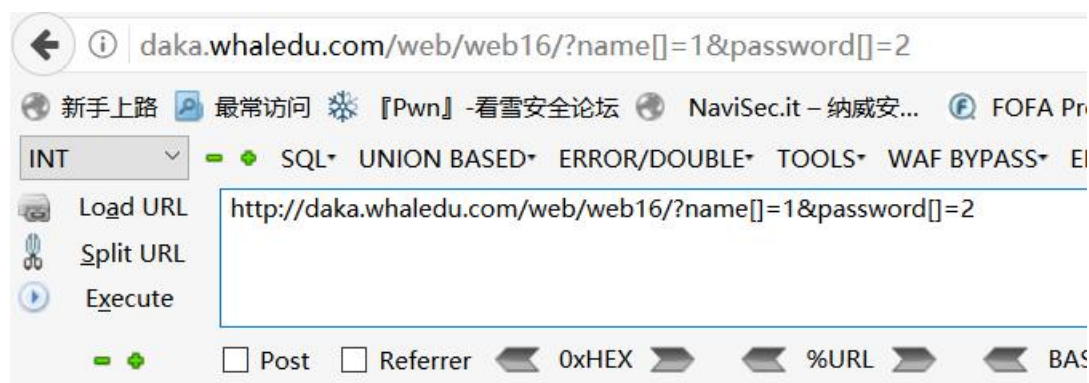 daka.whaledu.com/web/web16/?name[]=1&password[]=2
新手上路 最常访问 『Pwn』-看雪安全论坛 NaviSec.it – 纳威安... FOFA Pr
INT SQL UNION BASED ERROR/DOUBLE TOOLS WAF BYPASS
Load URL http://daka.whaledu.com/web/web16/?name[]=1&password[]=2
Split URL
Execute
Post Referrer 0xHEX %URL BAS